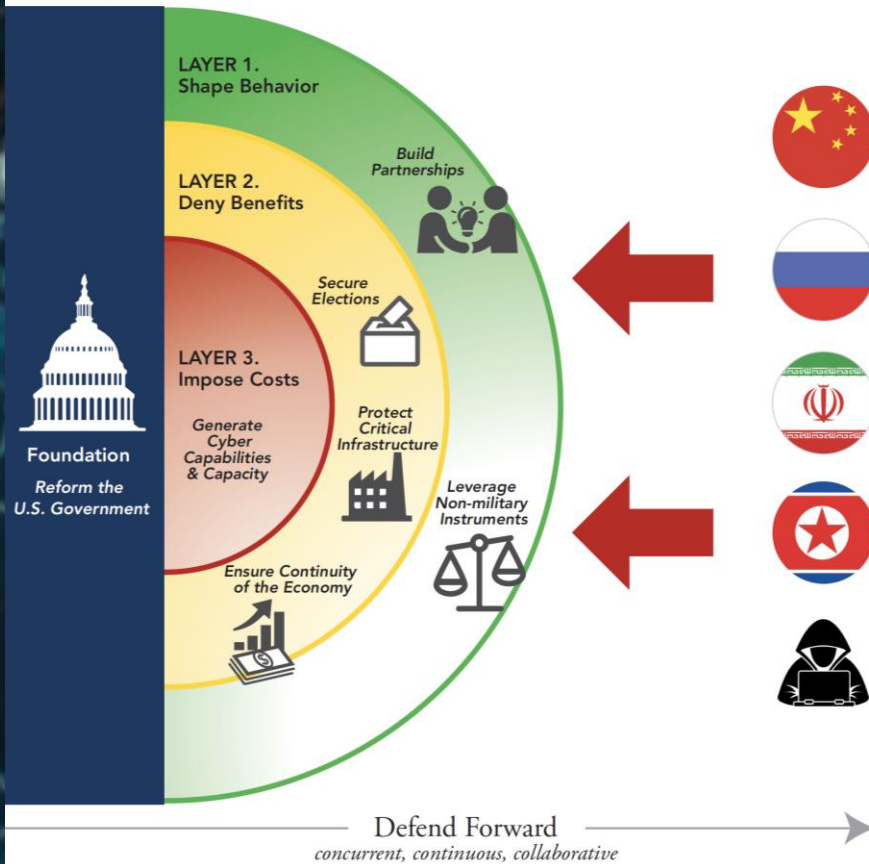 LAYER 1.
Shape Behavior
Build
Partnerships
LAYER 2.
Deny Benefits
Secure
Elections
LAYER 3.
Impose Costs
Generate
Cyber
Capabilities
& Capacity
Protect
Critical
Infrastructure
Leverage
Non-military
Instruments
Ensure Continuity
of the Economy
Foundation
Reform the
U.S. Government
Defend Forward
concurrent, continuous, collaborative